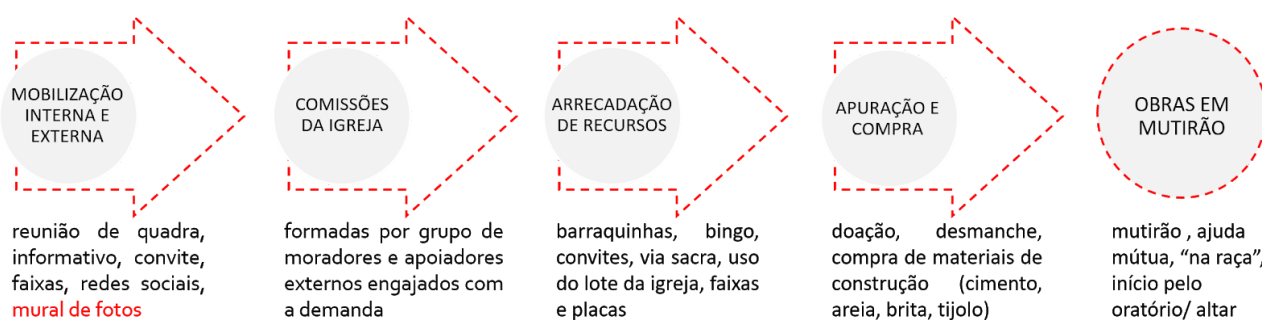 MOBILIZAÇÃO
INTERNA E
EXTERNA
reunião de quadra,
informativo, convite,
faixas, redes sociais,
mural de fotos
COMISSÕES
DA IGREJA
formadas por grupo de
moradores e apoiadores
externos engajados com
a demanda
ARRECADAÇÃO
DE RECURSOS
barraquinhas, bingo,
convites, via sacra, uso
do lote da igreja, faixas
e placas
APURAÇÃO E
COMPRA
doação, desmanche,
compra de materiais de
construção (cimento,
areia, brita, tijolo)
OBRAS EM
MUTIRÃO
mutirão , ajuda
mútua, “na raça”,
início pelo
oratório/ altar